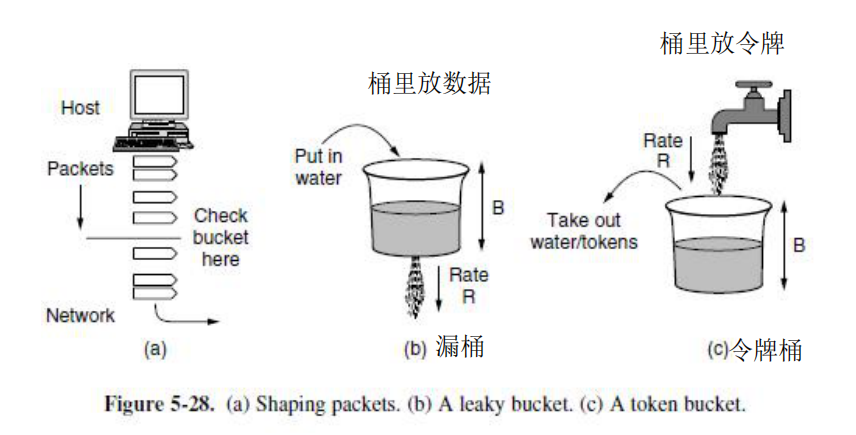 Host
Packets
Check
bucket
here
Network
(a)
桶里放数据
Put in
water
B
Rate
R
(b) 漏桶
桶里放令牌
Rate
R
Take out
water/tokens
B
(c)令牌桶
Figure 5-28. (a) Shaping packets. (b) A leaky bucket. (c) A token bucket.